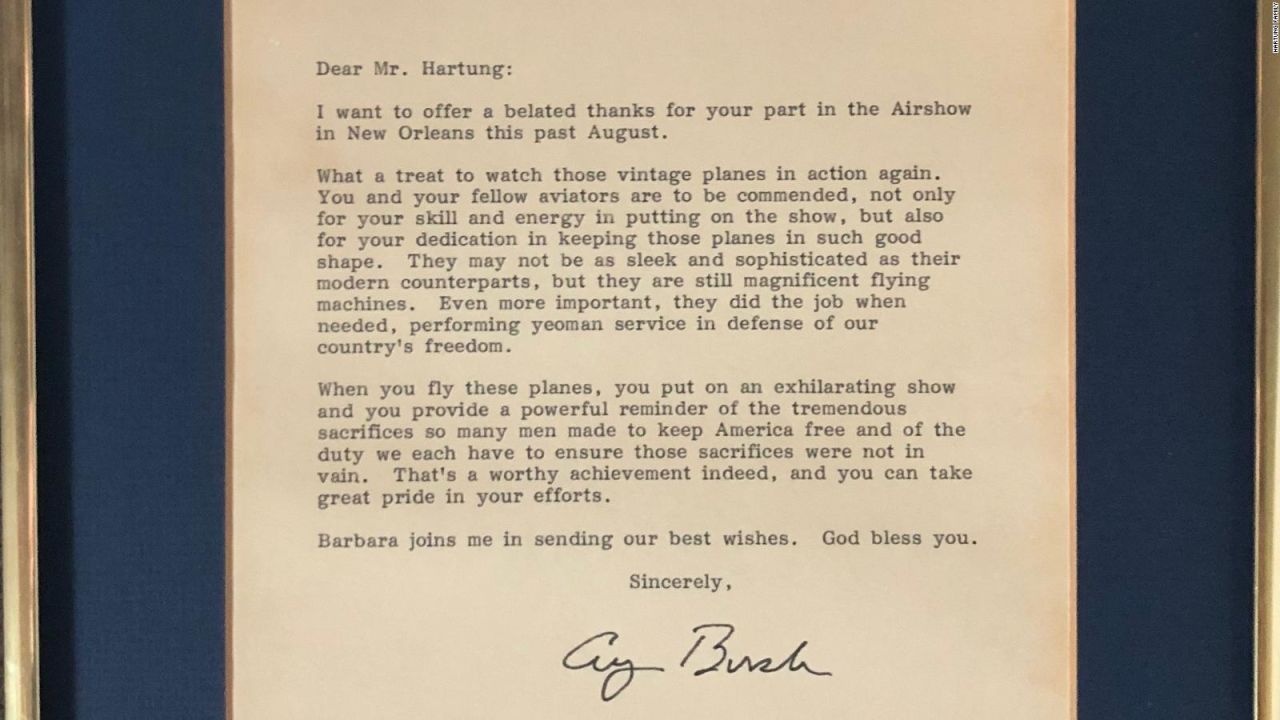 Dear Mr. Hartung:
I want to offer a belated thanks for your part in the Airshow
in New Orleans this past August.
What a treat to watch those vintage planes in action again.
You and your fellow aviators are to be commended, not only
for your skill and energy in putting on the show, but also
for your dedication in keeping those planes in such good
shape. They may not be as sleek and sophisticated as their
modern counterparts, but they are still magnificent flying
machines. Even more important, they did the job when
needed, performing yeoman service in defense of our
country's freedom.
When you fly these planes, you put on an exhilarating show
and you provide a powerful reminder of the tremendous
sacrifices so many men made to keep America free and of the
duty we each have to ensure those sacrifices were not in
vain. That's a worthy achievement indeed, and you can take
great pride in your efforts.
Barbara joins me in sending our best wishes. God bless you.
Sincerely,
Bush
HARTUNG FAMILY